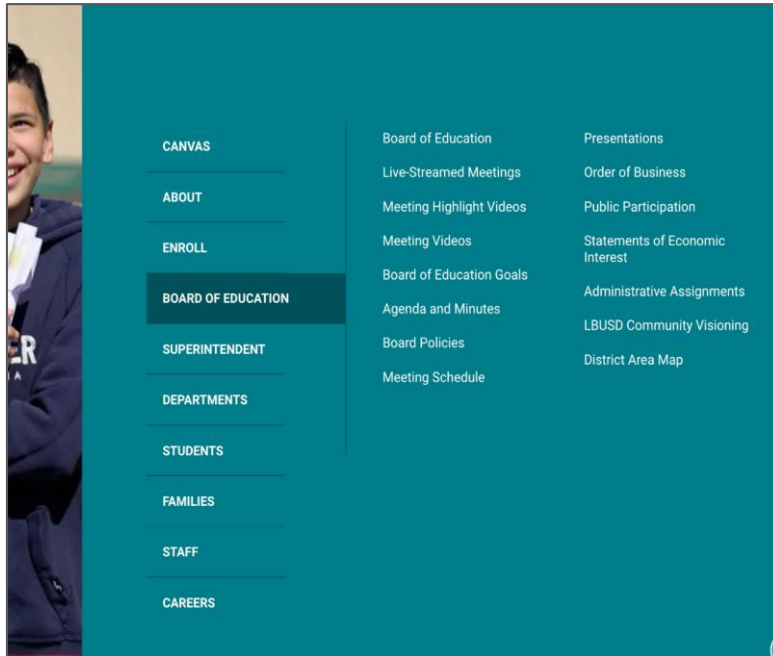 CANVAS
ABOUT
ENROLL
BOARD OF EDUCATION
SUPERINTENDENT
DEPARTMENTS
STUDENTS
FAMILIES
STAFF
CAREERS
Board of Education
Live-Streamed Meetings
Meeting Highlight Videos
Meeting Videos
Board of Education Goals
Agenda and Minutes
Board Policies
Meeting Schedule
Presentations
Order of Business
Public Participation
Statements of Economic
Interest
Administrative Assignments
LBUSD Community Visioning
District Area Map